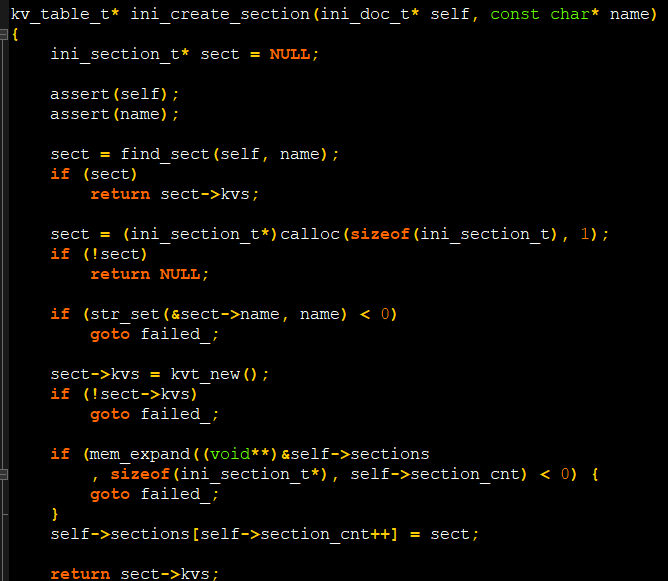 kv_table_t* ini_create_section(ini_doc_t* self, const char* name)
{
    ini_section_t* sect = NULL;

    assert(self);
    assert(name);

    sect = find_sect(self, name);
    if (sect)
        return sect->kvs;

    sect = (ini_section_t*)calloc(sizeof(ini_section_t), 1);
    if (!sect)
        return NULL;

    if (str_set(&sect->name, name) < 0)
        goto failed_;

    sect->kvs = kvt_new();
    if (!sect->kvs)
        goto failed_;

    if (mem_expand((void**)&self->sections
        , sizeof(ini_section_t*), self->section_cnt) < 0) {
        goto failed_;
    }
    self->sections[self->section_cnt++] = sect;

    return sect->kvs;